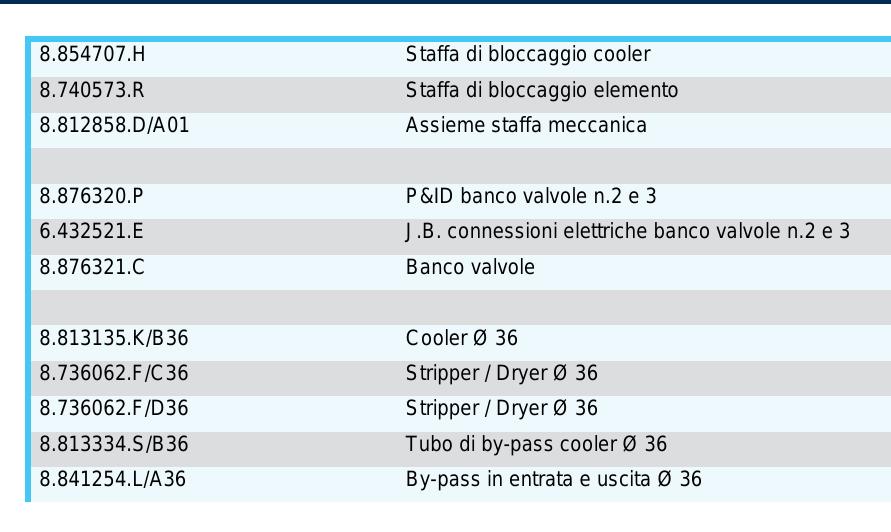 8.854707.H Staffa di bloccaggio cooler
8.740573.R Staffa di bloccaggio elemento
8.812858.D/A01 Assieme staffa meccanica
8.876320.P P&ID banco valvole n.2 e 3
6.432521.E J.B. connessioni elettriche banco valvole n.2 e 3
8.876321.C Banco valvole
8.813135.K/B36 Cooler Ø 36
8.736062.F/C36 Stripper / Dryer Ø 36
8.736062.F/D36 Stripper / Dryer Ø 36
8.813334.S/B36 Tubo di by-pass cooler Ø 36
8.841254.L/A36 By-pass in entrata e uscita Ø 36